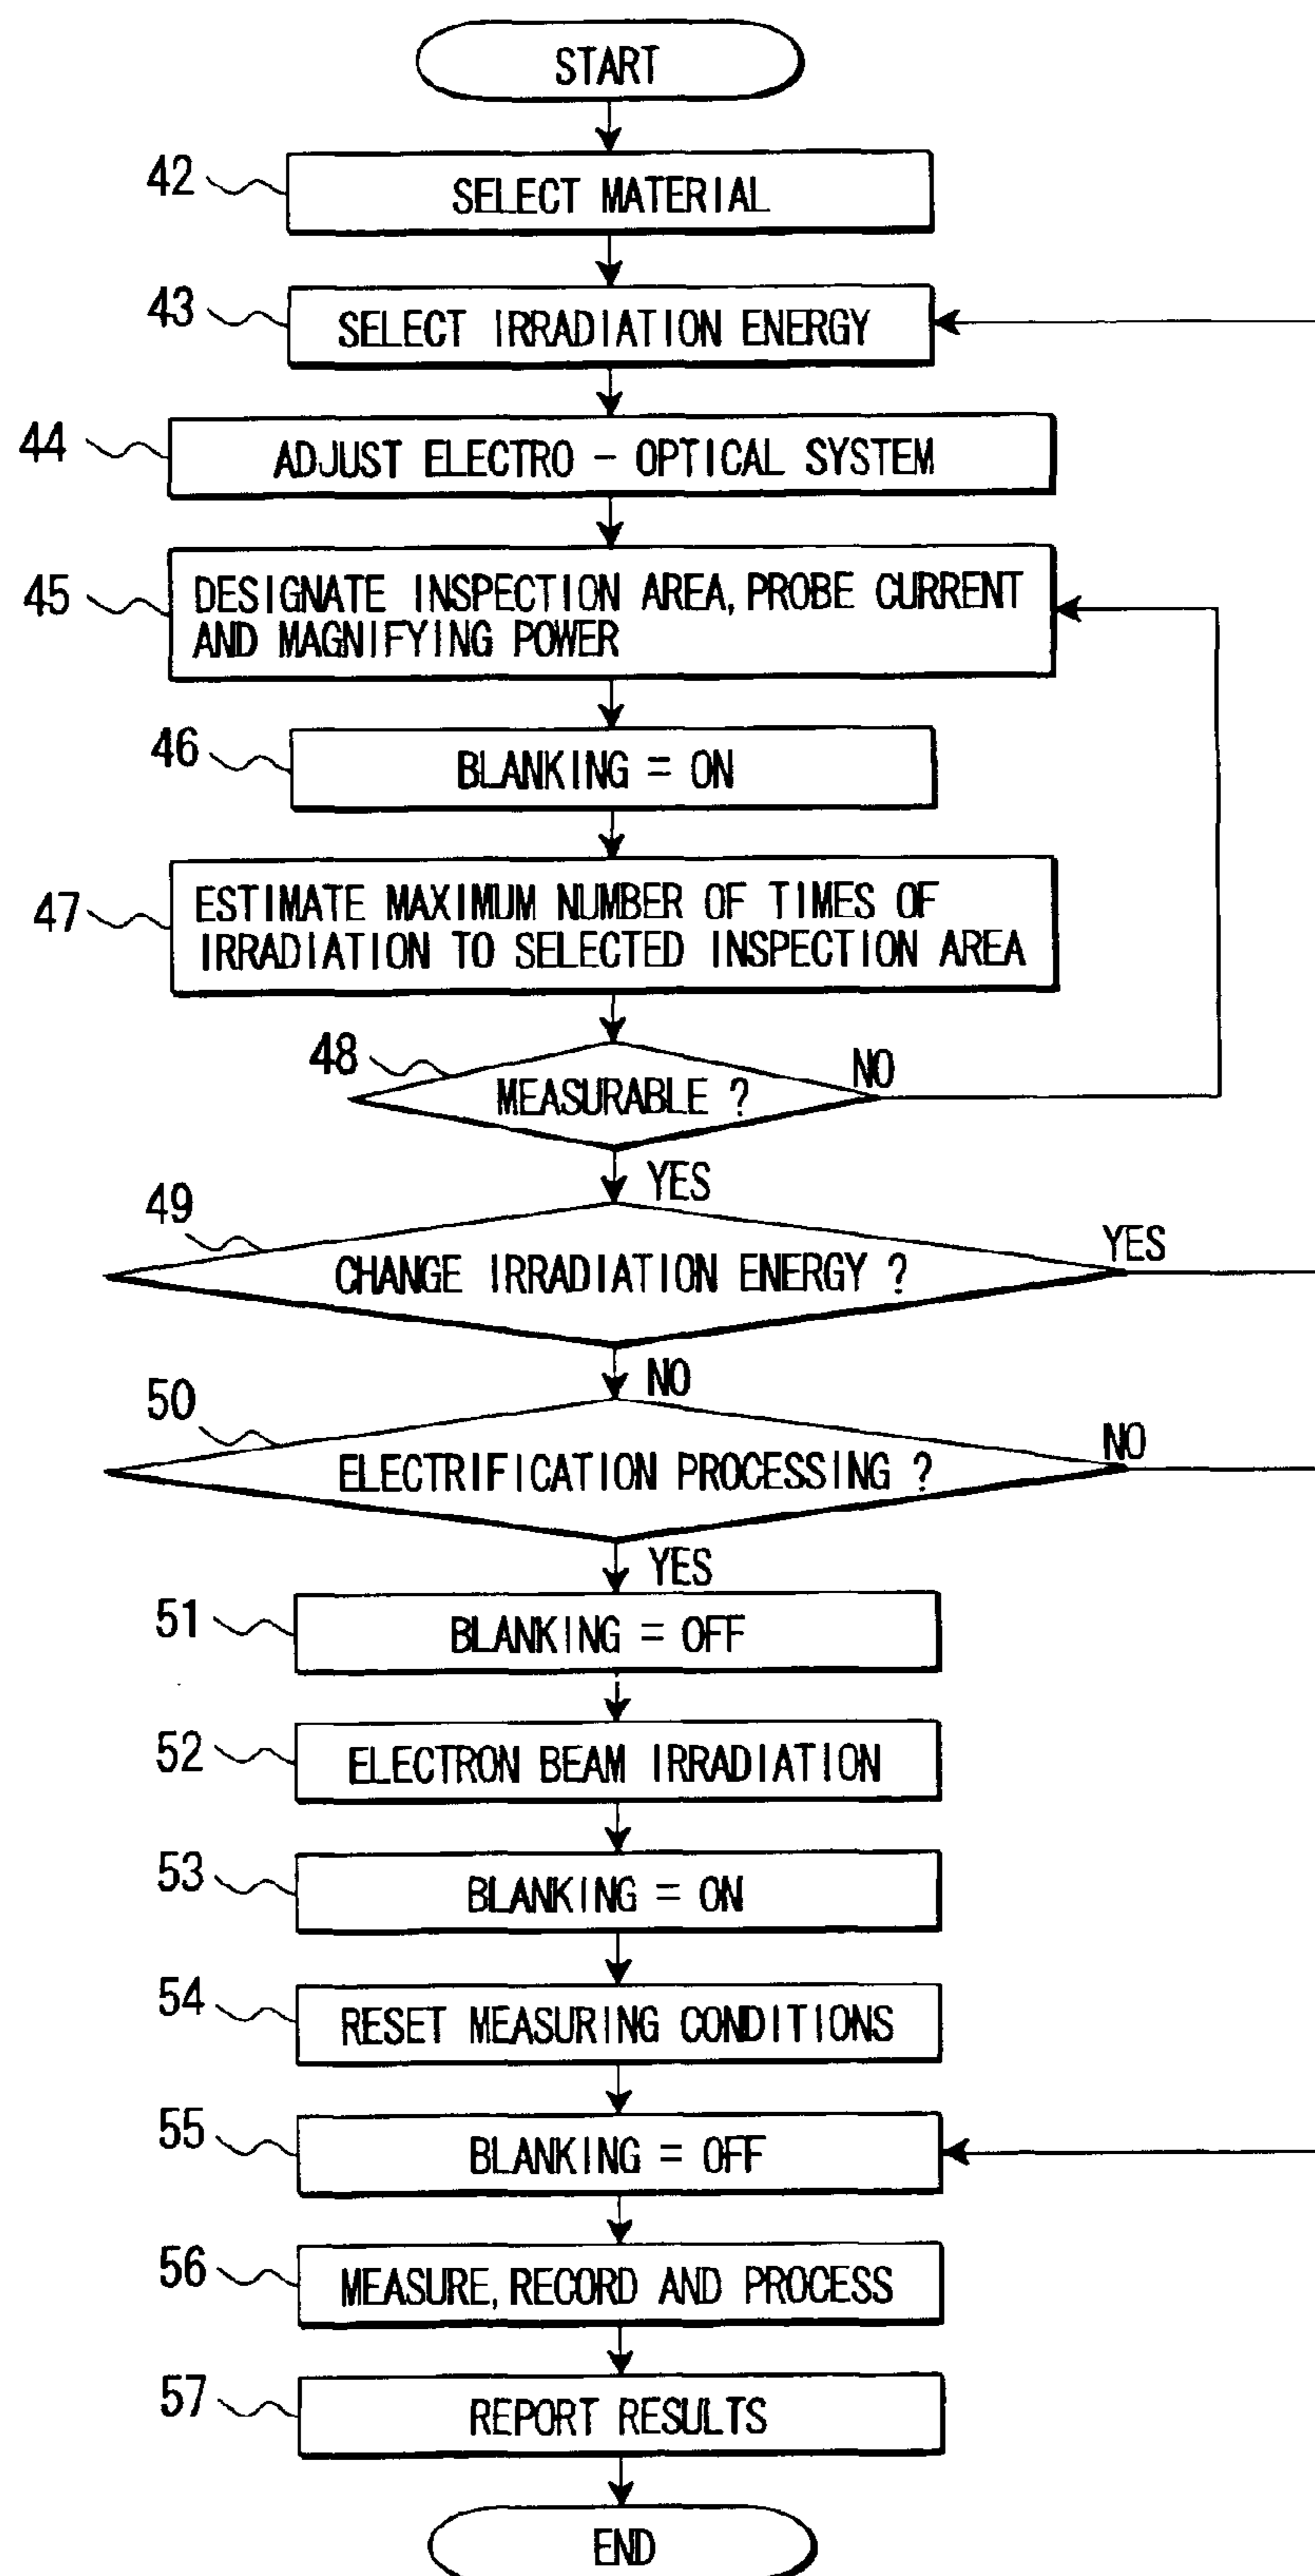 START
42
SELECT MATERIAL
43
SELECT IRRADIATION ENERGY
44
ADJUST ELECTRO - OPTICAL SYSTEM
45
DESIGNATE INSPECTION AREA, PROBE CURRENT
AND MAGNIFYING POWER
46
BLANKING = ON
47
ESTIMATE MAXIMUM NUMBER OF TIMES OF
IRRADIATION TO SELECTED INSPECTION AREA
48
MEASURABLE ?
NO
YES
49
CHANGE IRRADIATION ENERGY ?
YES
NO
50
ELECTRIFICATION PROCESSING ?
NO
YES
51
BLANKING = OFF
52
ELECTRON BEAM IRRADIATION
53
BLANKING = ON
54
RESET MEASURING CONDITIONS
55
BLANKING = OFF
56
MEASURE, RECORD AND PROCESS
57
REPORT RESULTS
END